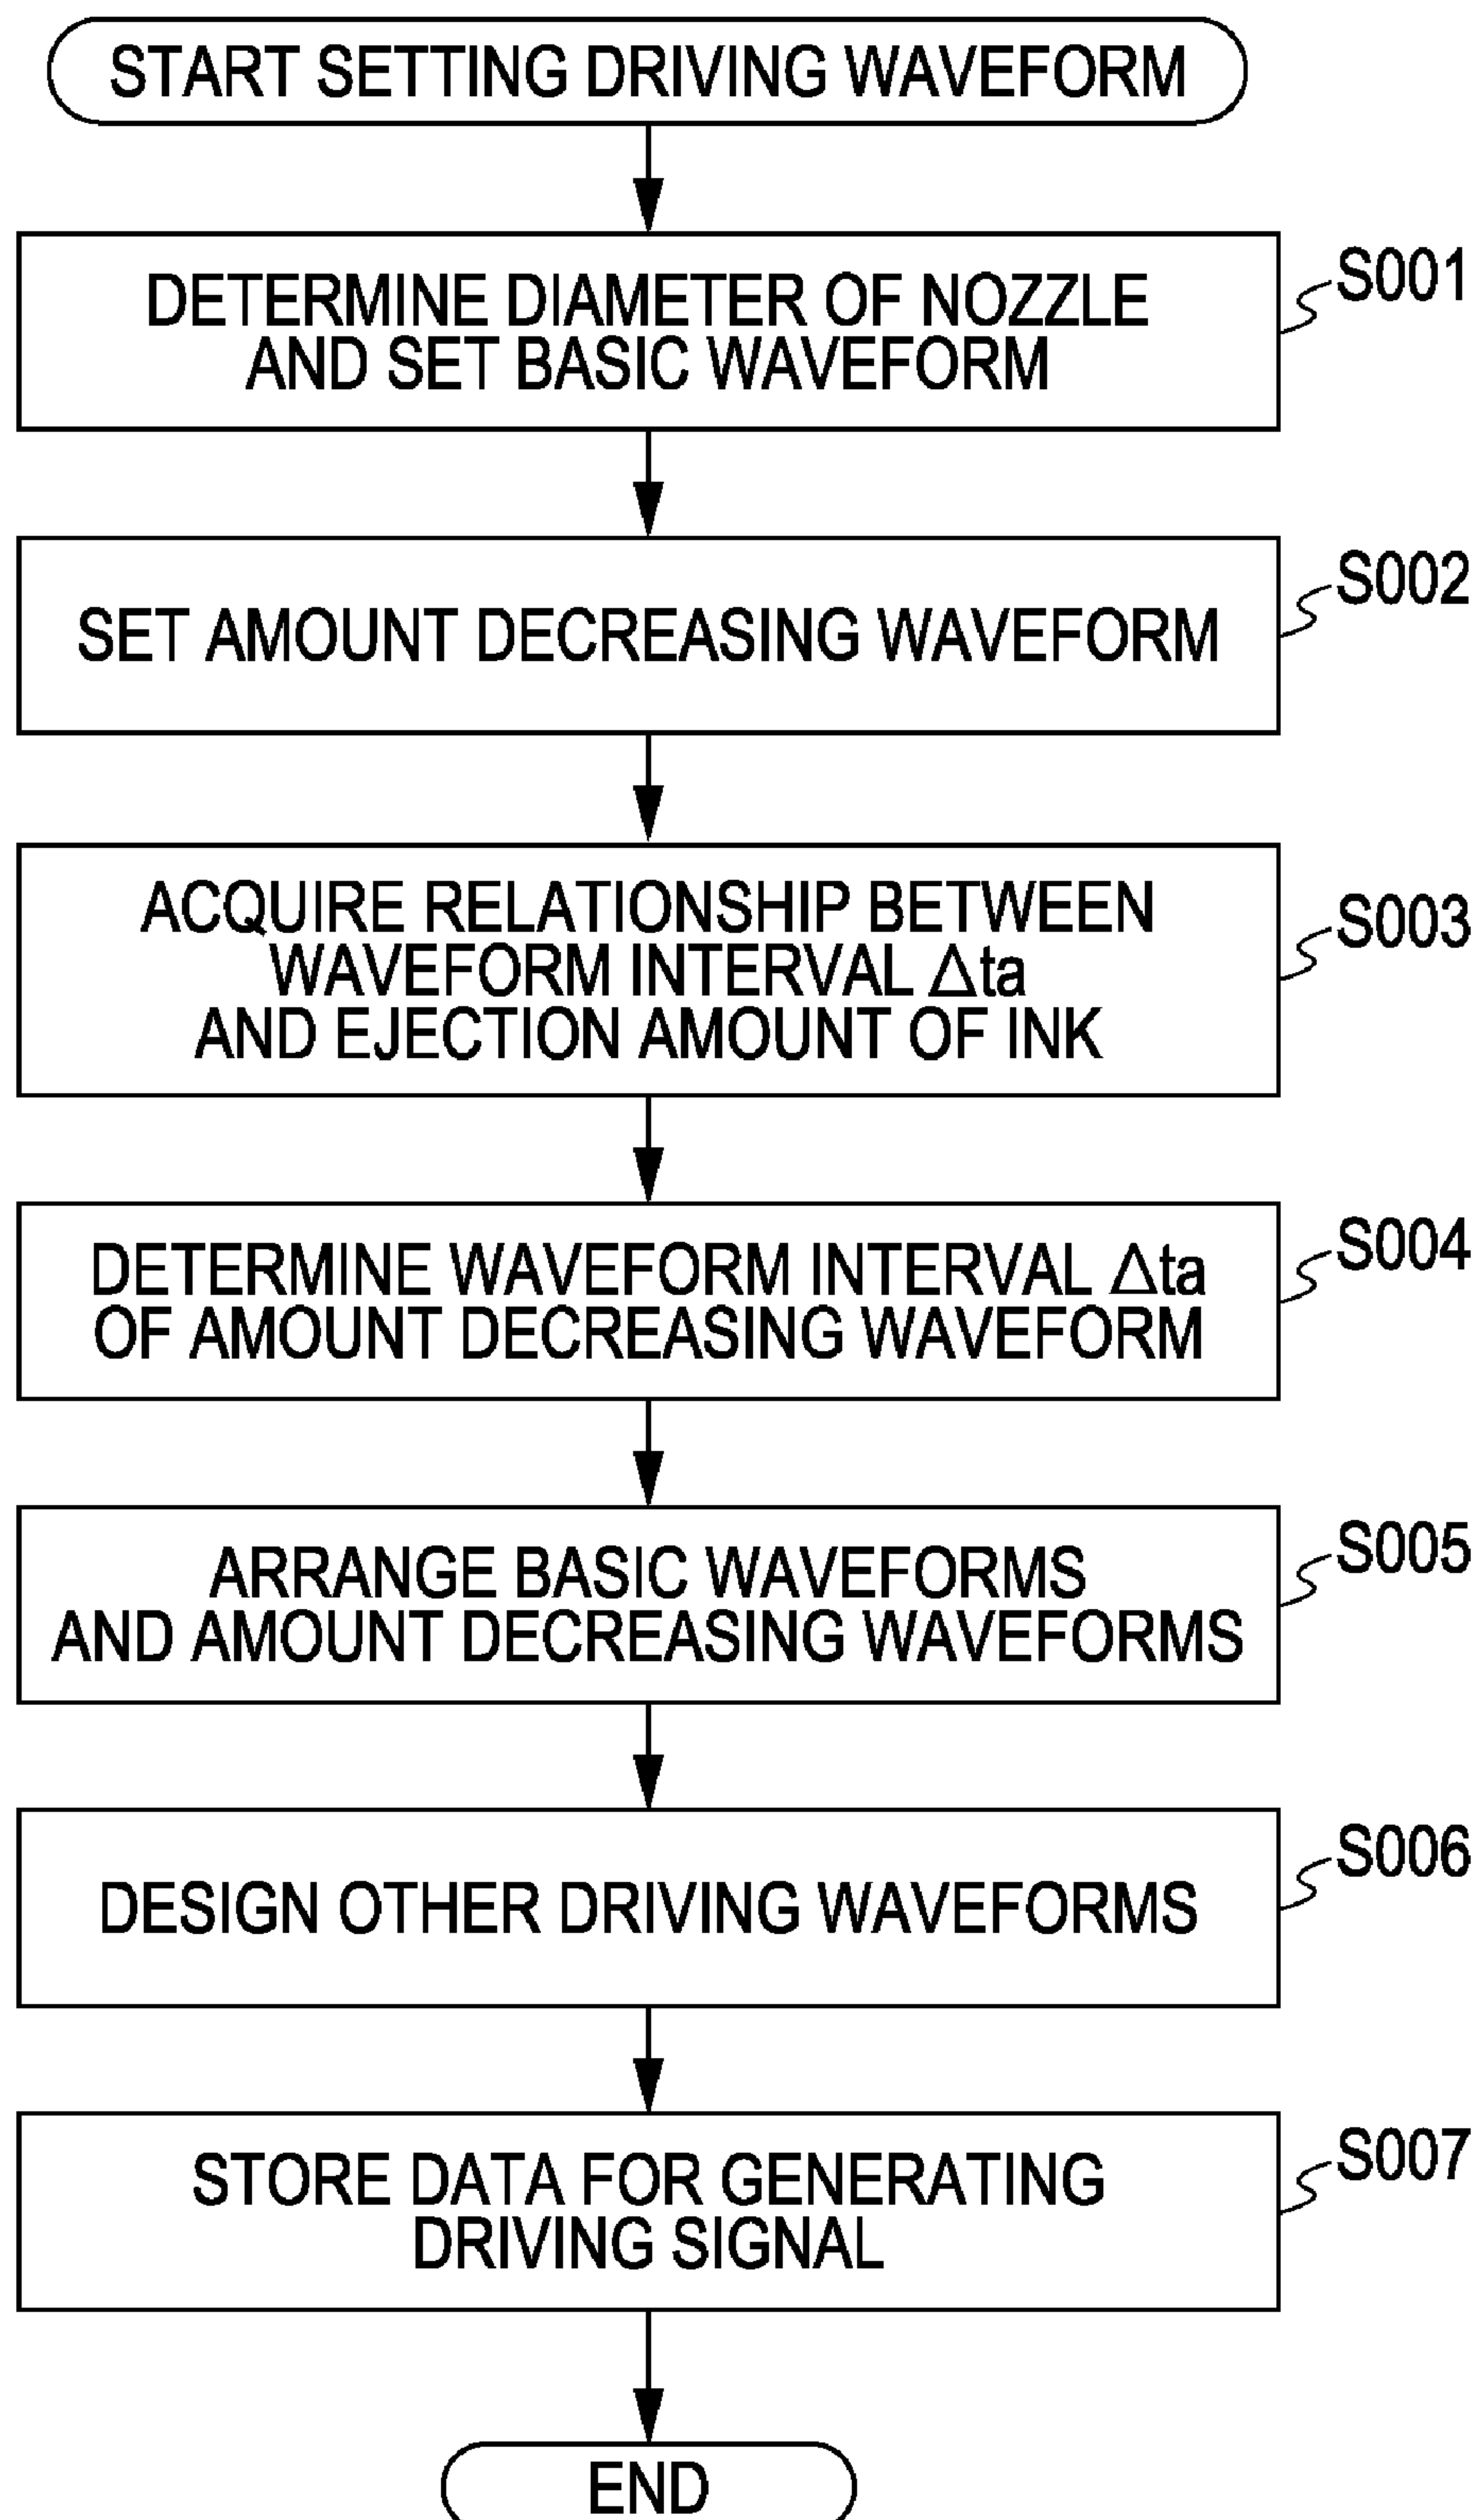 START SETTING DRIVING WAVEFORM
DETERMINE DIAMETER OF NOZZLE
AND SET BASIC WAVEFORM
S001
SET AMOUNT DECREASING WAVEFORM
S002
ACQUIRE RELATIONSHIP BETWEEN
WAVEFORM INTERVAL Δta
AND EJECTION AMOUNT OF INK
S003
DETERMINE WAVEFORM INTERVAL Δta
OF AMOUNT DECREASING WAVEFORM
S004
ARRANGE BASIC WAVEFORMS
AND AMOUNT DECREASING WAVEFORMS
S005
DESIGN OTHER DRIVING WAVEFORMS
S006
STORE DATA FOR GENERATING
DRIVING SIGNAL
S007
END